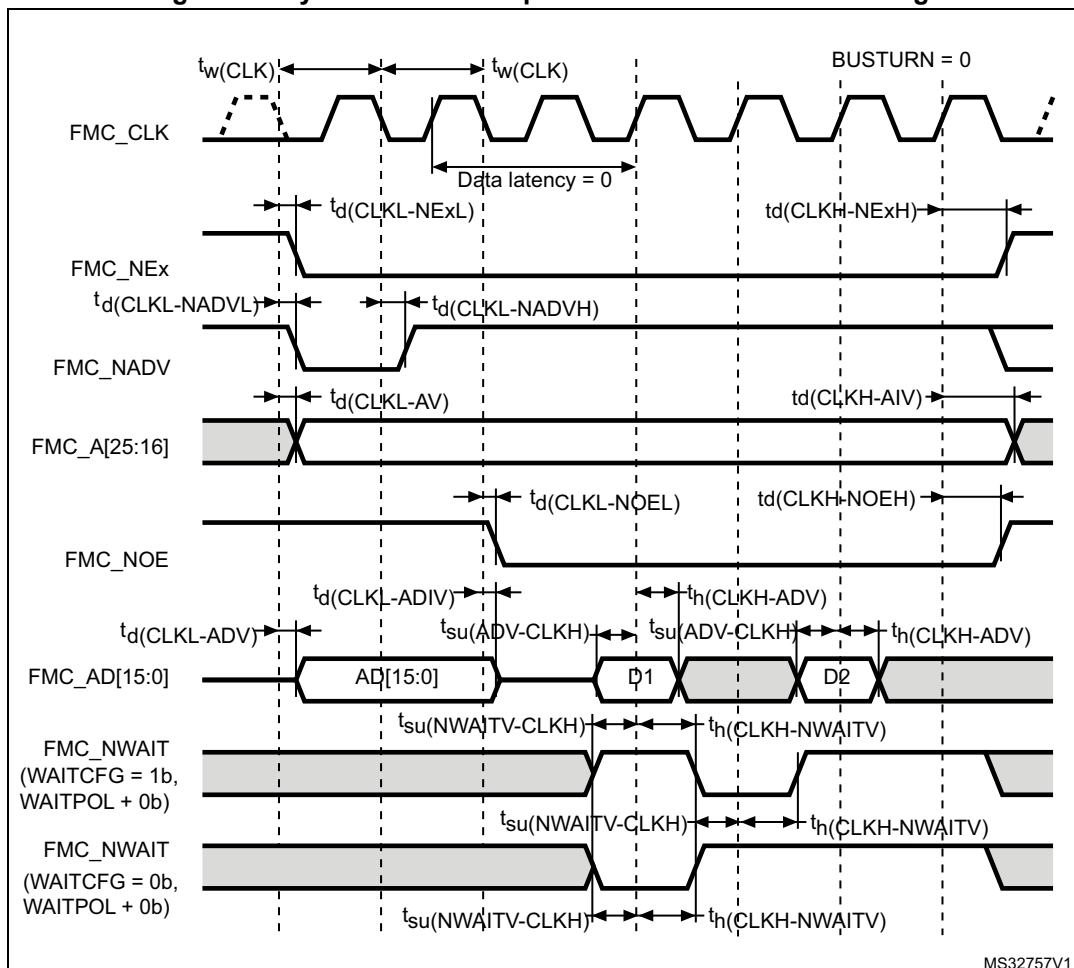 BUSTURN = 0
tw(CLK)
tw(CLK)
FMC_CLK
Data latency = 0
td(CLKL-NExL)
td(CLKH-NExH)
FMC_NEx
td(CLKL-NADVL)
td(CLKL-NADVH)
FMC_NADV
td(CLKL-AV)
td(CLKH-AIV)
FMC_A[25:16]
td(CLKL-NOEL)
td(CLKH-NOEH)
FMC_NOE
td(CLKL-ADIV)
th(CLKH-ADV)
td(CLKL-ADV)
tsu(ADV-CLKH)
tsu(ADV-CLKH)
th(CLKH-ADV)
FMC_AD[15:0]
AD[15:0]
D1
D2
tsu(NWAITV-CLKH)
th(CLKH-NWAITV)
FMC_NWAIT
(WAITCFG = 1b,
WAITPOL + 0b)
tsu(NWAITV-CLKH)
th(CLKH-NWAITV)
FMC_NWAIT
(WAITCFG = 0b,
WAITPOL + 0b)
tsu(NWAITV-CLKH)
th(CLKH-NWAITV)
MS32757V1